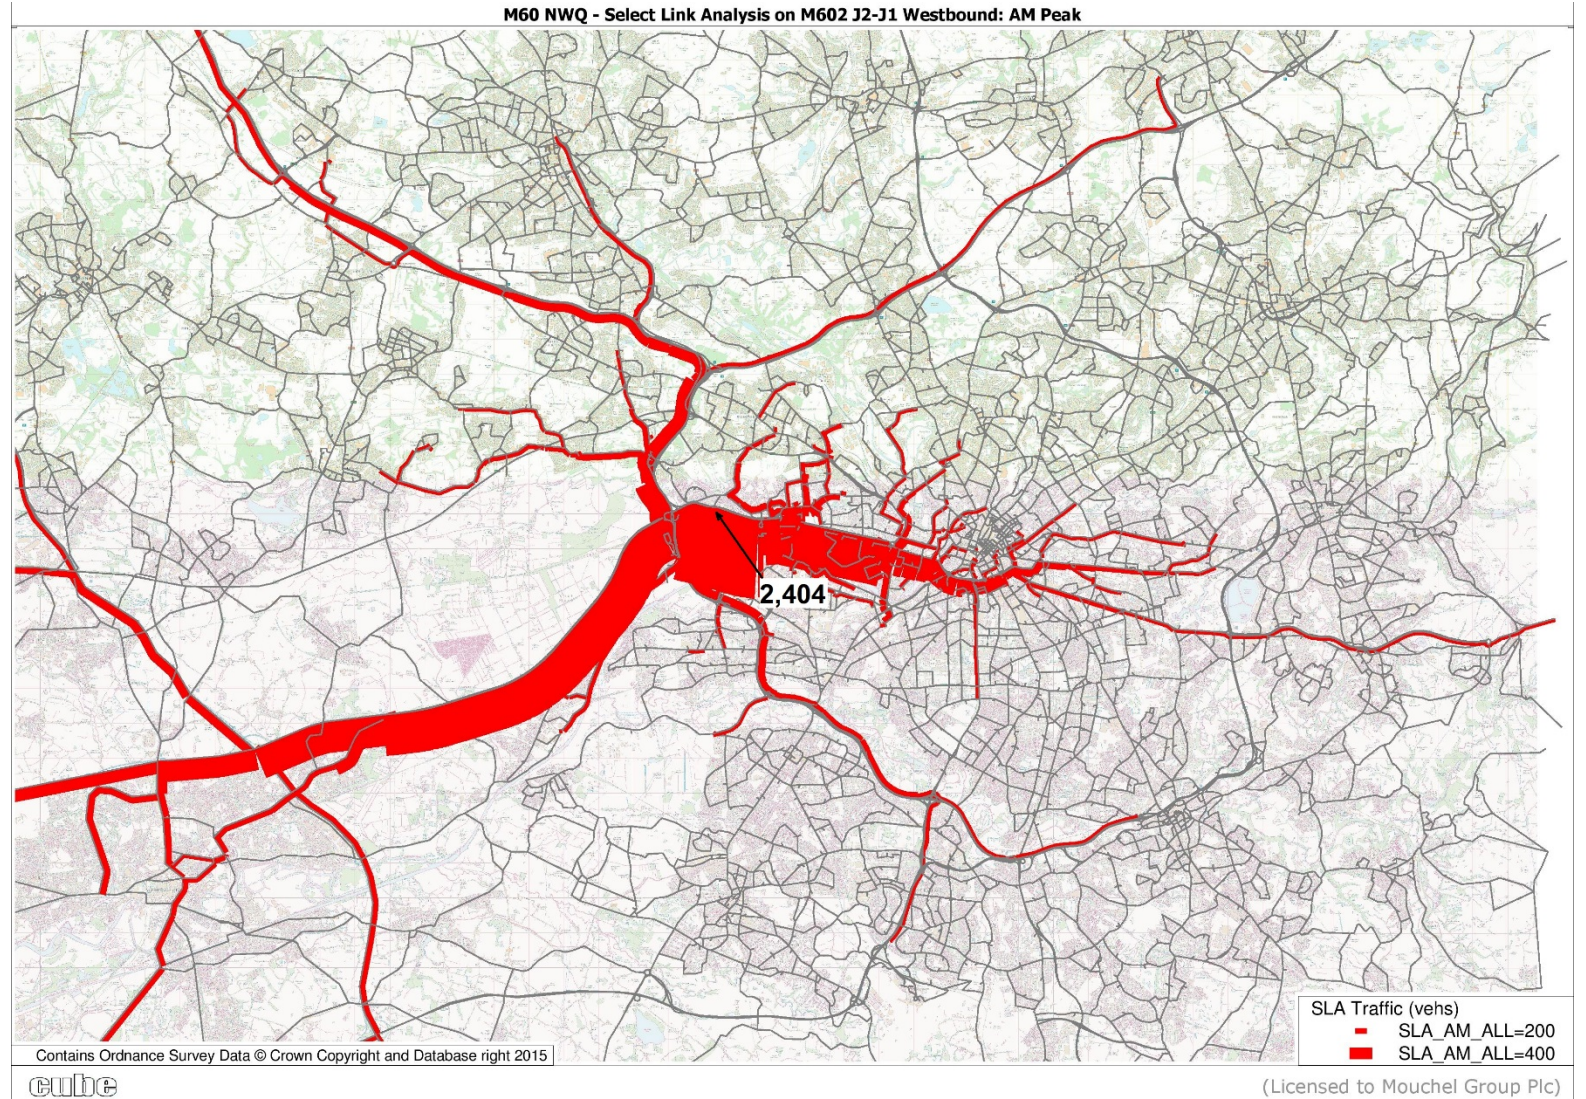 M60 NWQ - Select Link Analysis on M602 J2-J1 Westbound: AM Peak
2,404
SLA Traffic (vehs)
SLA_AM_ALL=200
SLA_AM_ALL=400
Contains Ordnance Survey Data © Crown Copyright and Database right 2015
cube
(Licensed to Mouchel Group Plc)